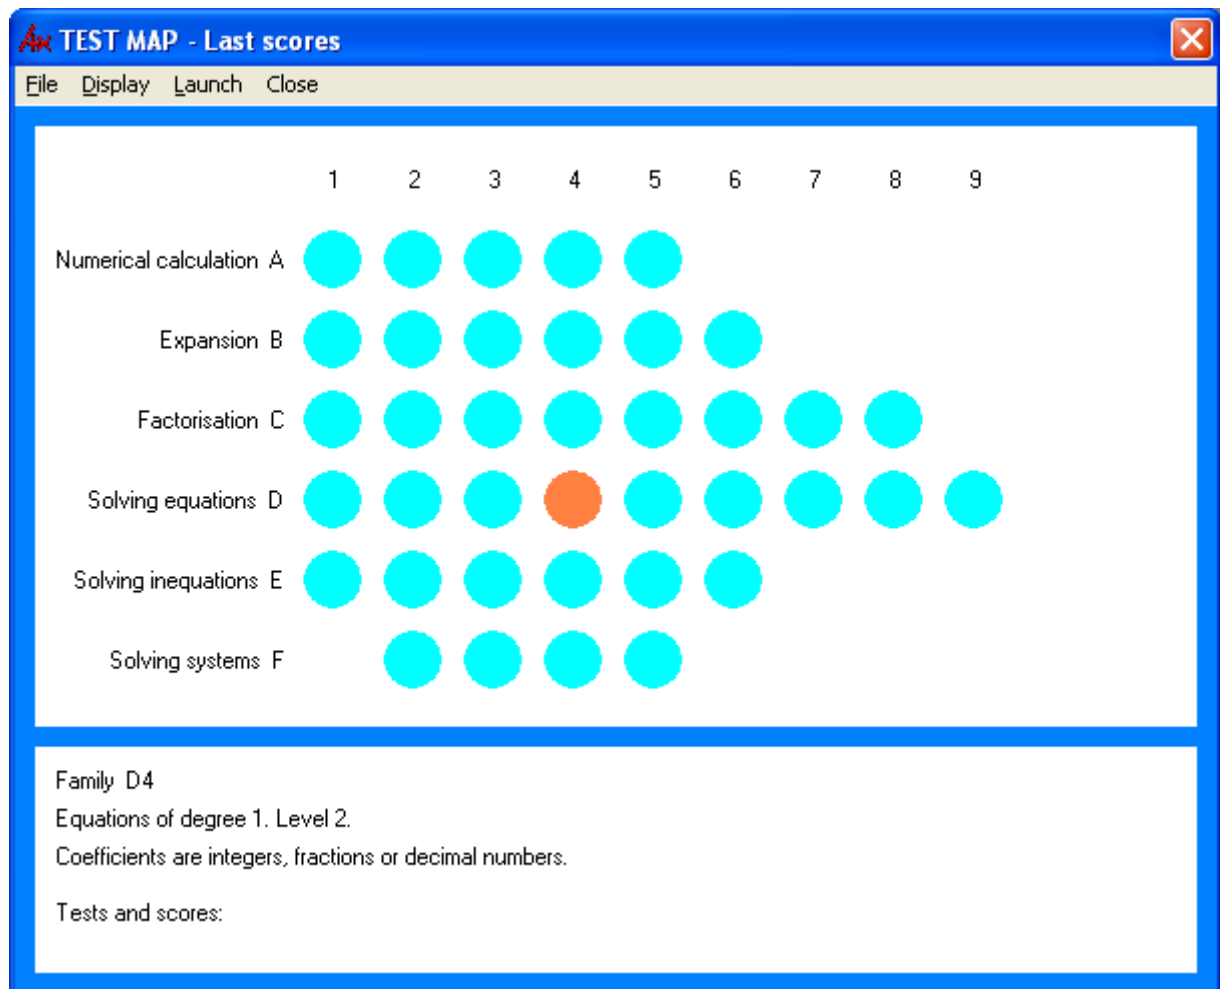 Ax TEST MAP - Last scores
File Display Launch Close
1 2 3 4 5 6 7 8 9
Numerical calculation A
Expansion B
Factorisation C
Solving equations D
Solving inequations E
Solving systems F
Family D4
Equations of degree 1. Level 2.
Coefficients are integers, fractions or decimal numbers.
Tests and scores: